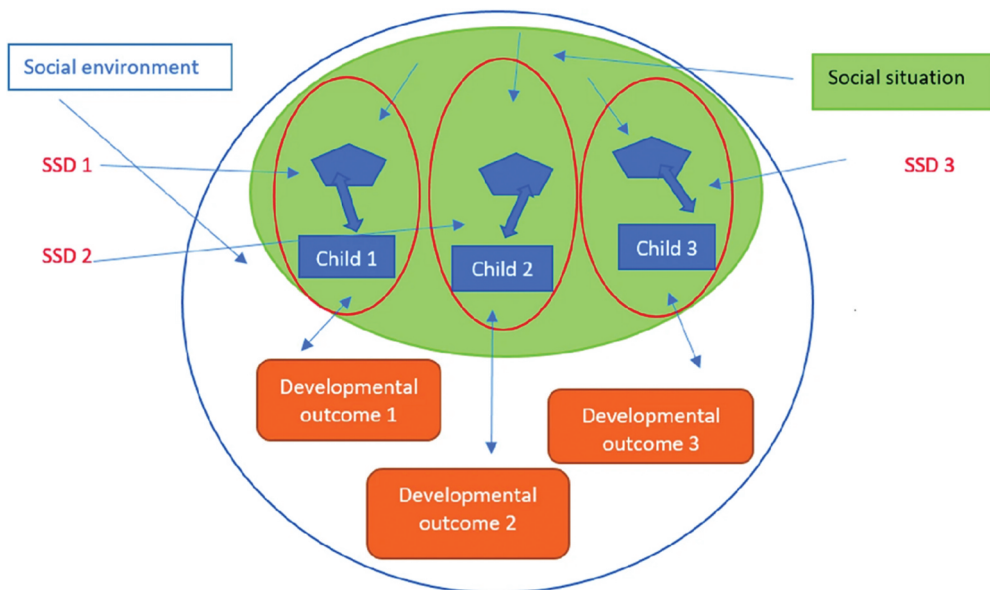 Social environment
Social situation
SSD 1
SSD 3
SSD 2
Child 1
Child 2
Child 3
Developmental
outcome 1
Developmental
outcome 3
Developmental
outcome 2